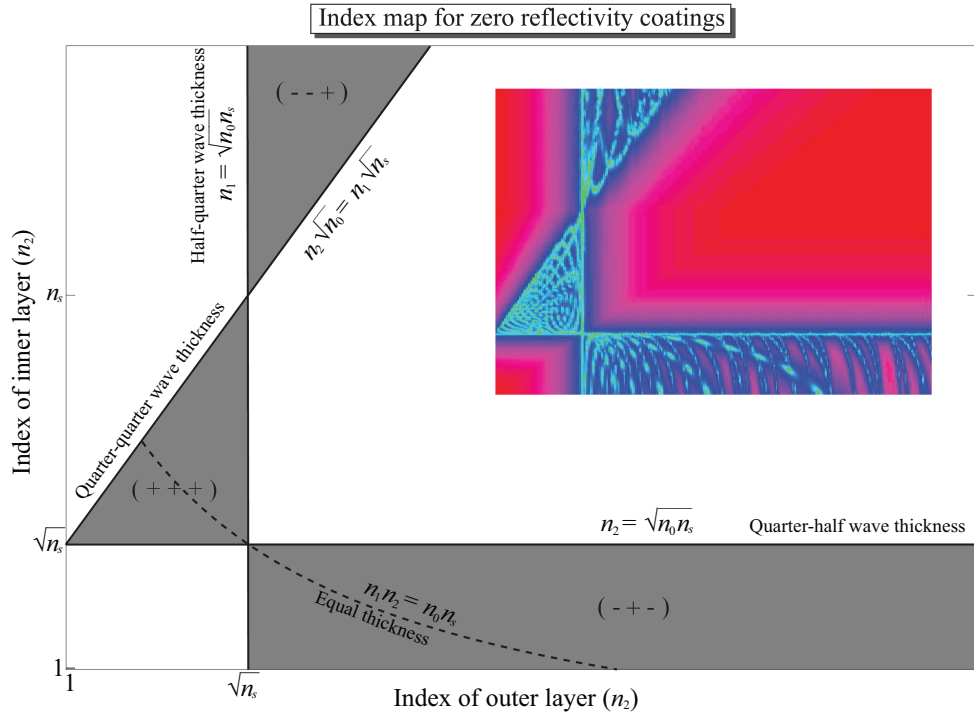 Index map for zero reflectivity coatings
Half-quarter wave thickness
n₁ = √n₀nₛ
( - - + )
n₂√n₀ = n₁√nₛ
Index of inner layer (n₂)
nₛ
Quarter-quarter wave thickness
( + + + )
√nₛ
n₂ = √n₀nₛ
Quarter-half wave thickness
n₁n₂ = n₀nₛ
Equal thickness
( - + - )
1
1
√nₛ
Index of outer layer (n₂)